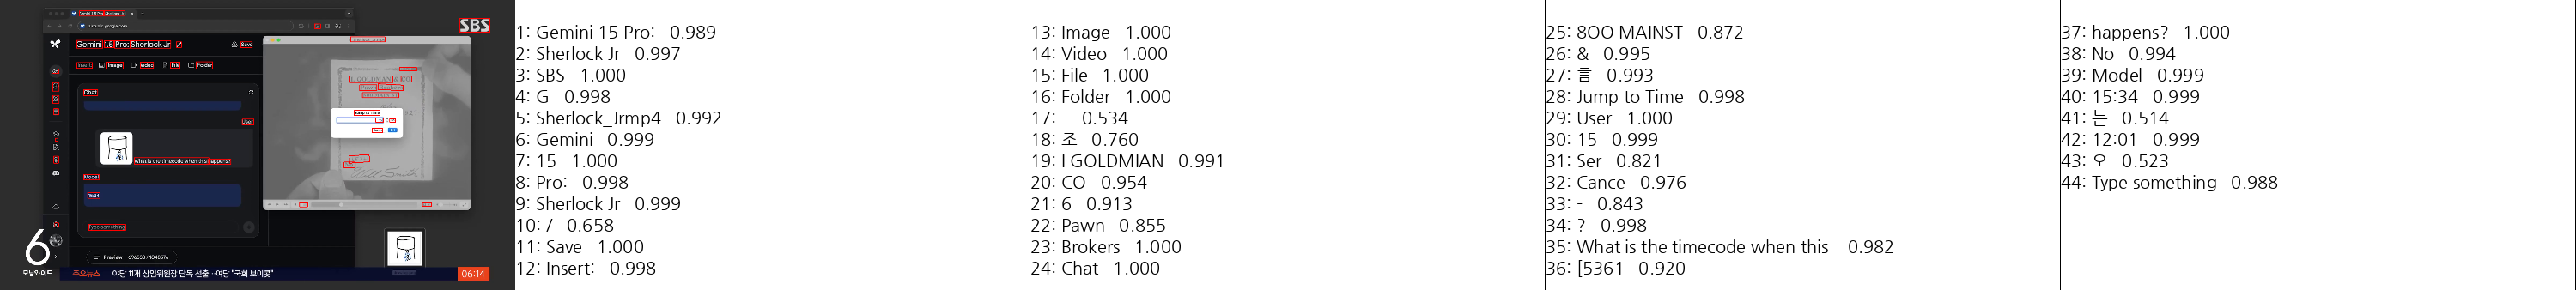 Gemini 1.5 Pro: Sherlock Jr
SBS
Gemini 1.5 Pro: Sherlock Jr
Save
Insert:
Image
Video
File
Folder
Chat
User
What is the timecode when this happens?
Model
15:34
Type something
Jump to Time
Preview
6
모닝와이드
주요뉴스
야당 11개 상임위원장 단독 선출…여당 "국회 보이콧"
06:14
1: Gemini 15 Pro: 0.989
2: Sherlock Jr 0.997
3: SBS 1.000
4: G 0.998
5: Sherlock_Jrmp4 0.992
6: Gemini 0.999
7: 15 1.000
8: Pro: 0.998
9: Sherlock Jr 0.999
10: / 0.658
11: Save 1.000
12: Insert: 0.998
13: Image 1.000
14: Video 1.000
15: File 1.000
16: Folder 1.000
17: - 0.534
18: 조 0.760
19: I GOLDMIAN 0.991
20: CO 0.954
21: 6 0.913
22: Pawn 0.855
23: Brokers 1.000
24: Chat 1.000
25: 8OO MAINST 0.872
26: & 0.995
27: 言 0.993
28: Jump to Time 0.998
29: User 1.000
30: 15 0.999
31: Ser 0.821
32: Cance 0.976
33: - 0.843
34: ? 0.998
35: What is the timecode when this 0.982
36: [5361 0.920
37: happens? 1.000
38: No 0.994
39: Model 0.999
40: 15:34 0.999
41: 는 0.514
42: 12:01 0.999
43: 오 0.523
44: Type something 0.988